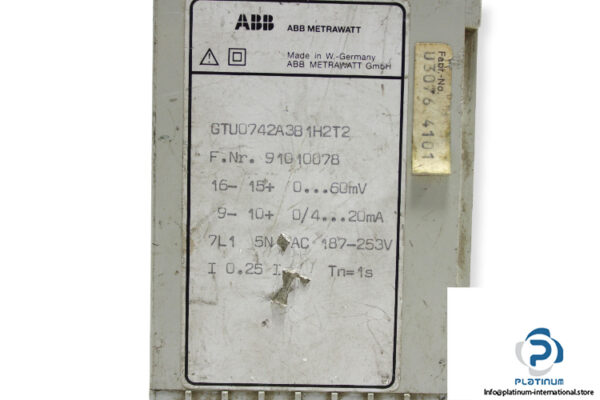 ABB ABB METRAWATT
Made in W.-Germany
ABB METRAWATT GmbH
GTU0742A3B1H2T2
F.Nr. 91010078
16- 15+ 0...60mV
9- 10+ 0/4...20mA
7L1 5N AC 187-253V
I 0.25 I Tn=1s
Fabr.-No.
U3076 4101
PLATINUM
Info@platinum-international.store